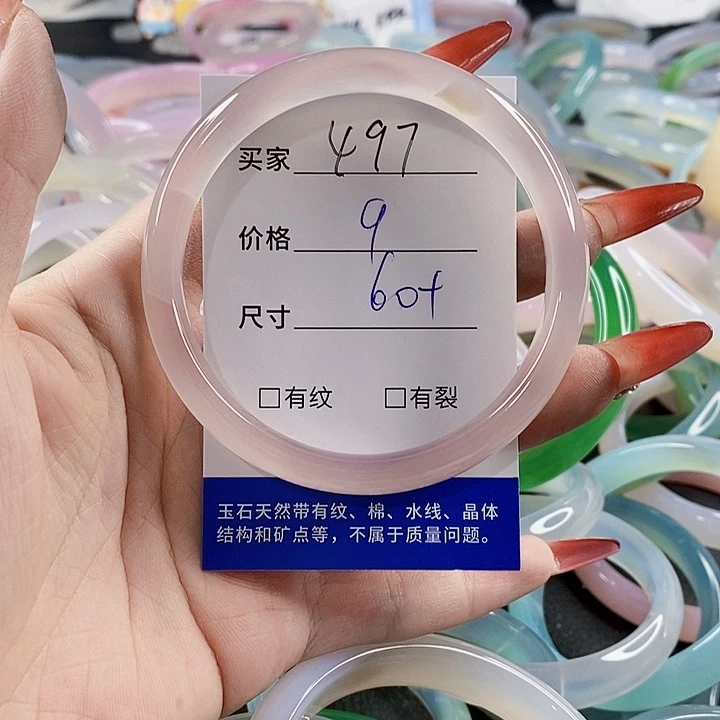 买家 497
价格 9
尺寸 60+
□有纹 □有裂
玉石天然带有纹、棉、水线、晶体
结构和矿点等，不属于质量问题。